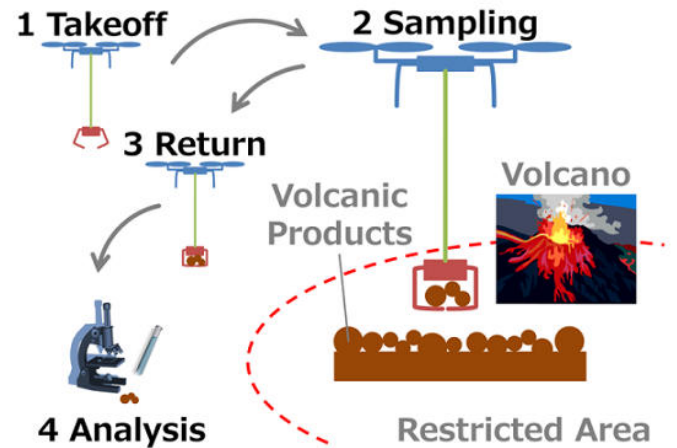 1 Takeoff
2 Sampling
3 Return
Volcanic
Products
Volcano
4 Analysis
Restricted Area